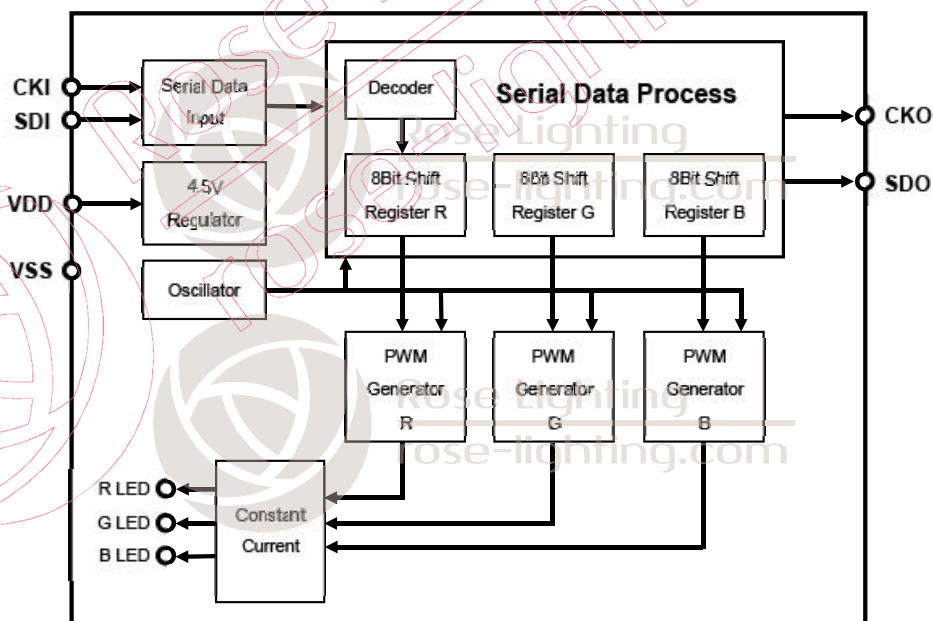 CKI
SDI
VDD
VSS
Serial Data
Input
4.5V
Regulator
Oscillator
Decoder
Serial Data Process
8Bit Shift
Register R
8Bit Shift
Register G
8Bit Shift
Register B
CKO
SDO
PWM
Generator
R
PWM
Generator
G
PWM
Generator
B
R LED
G LED
B LED
Constant
Current
Rose Lighting
rose-lighting.com
Rose Lighting
rose-lighting.com